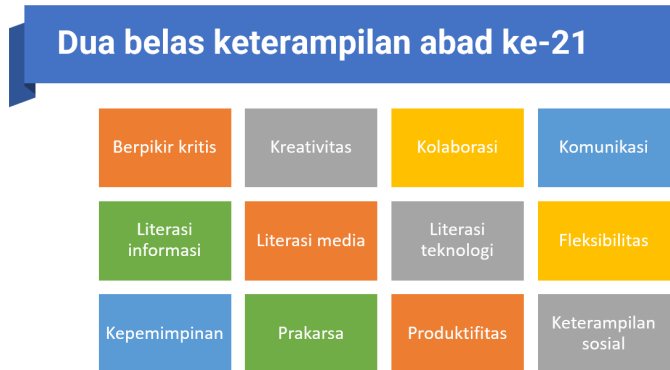 Dua belas keterampilan abad ke-21
Berpikir kritis
Kreativitas
Kolaborasi
Komunikasi
Literasi
informasi
Literasi media
Literasi
teknologi
Fleksibilitas
Kepemimpinan
Prakarsa
Produktifitas
Keterampilan
sosial